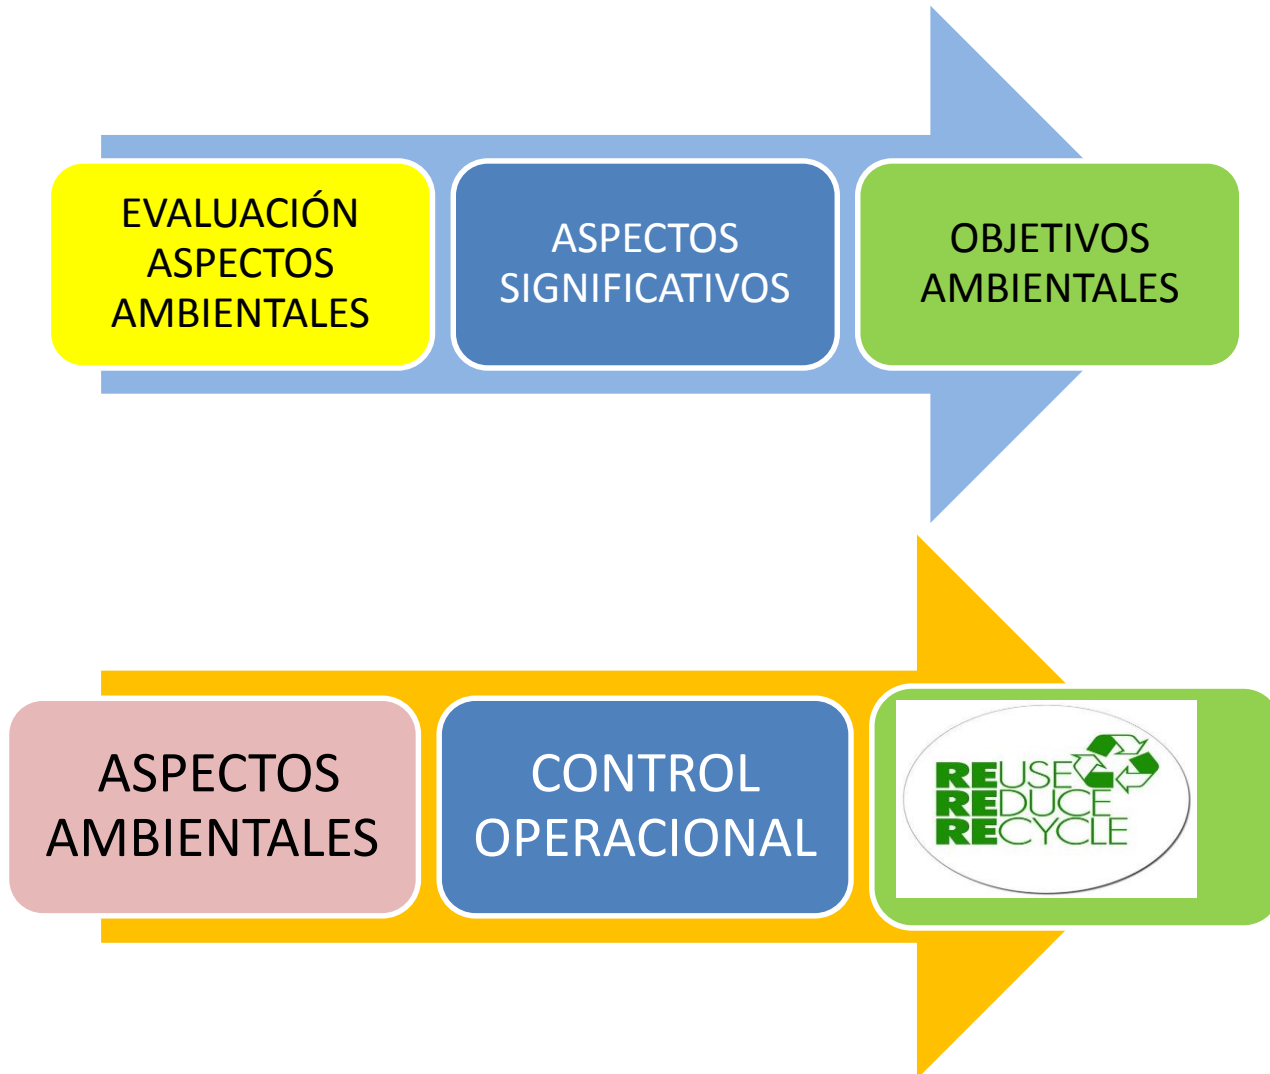 EVALUACIÓN
ASPECTOS
AMBIENTALES
ASPECTOS
SIGNIFICATIVOS
OBJETIVOS
AMBIENTALES
ASPECTOS
AMBIENTALES
CONTROL
OPERACIONAL
REUSE
REDUCE
RECYCLE